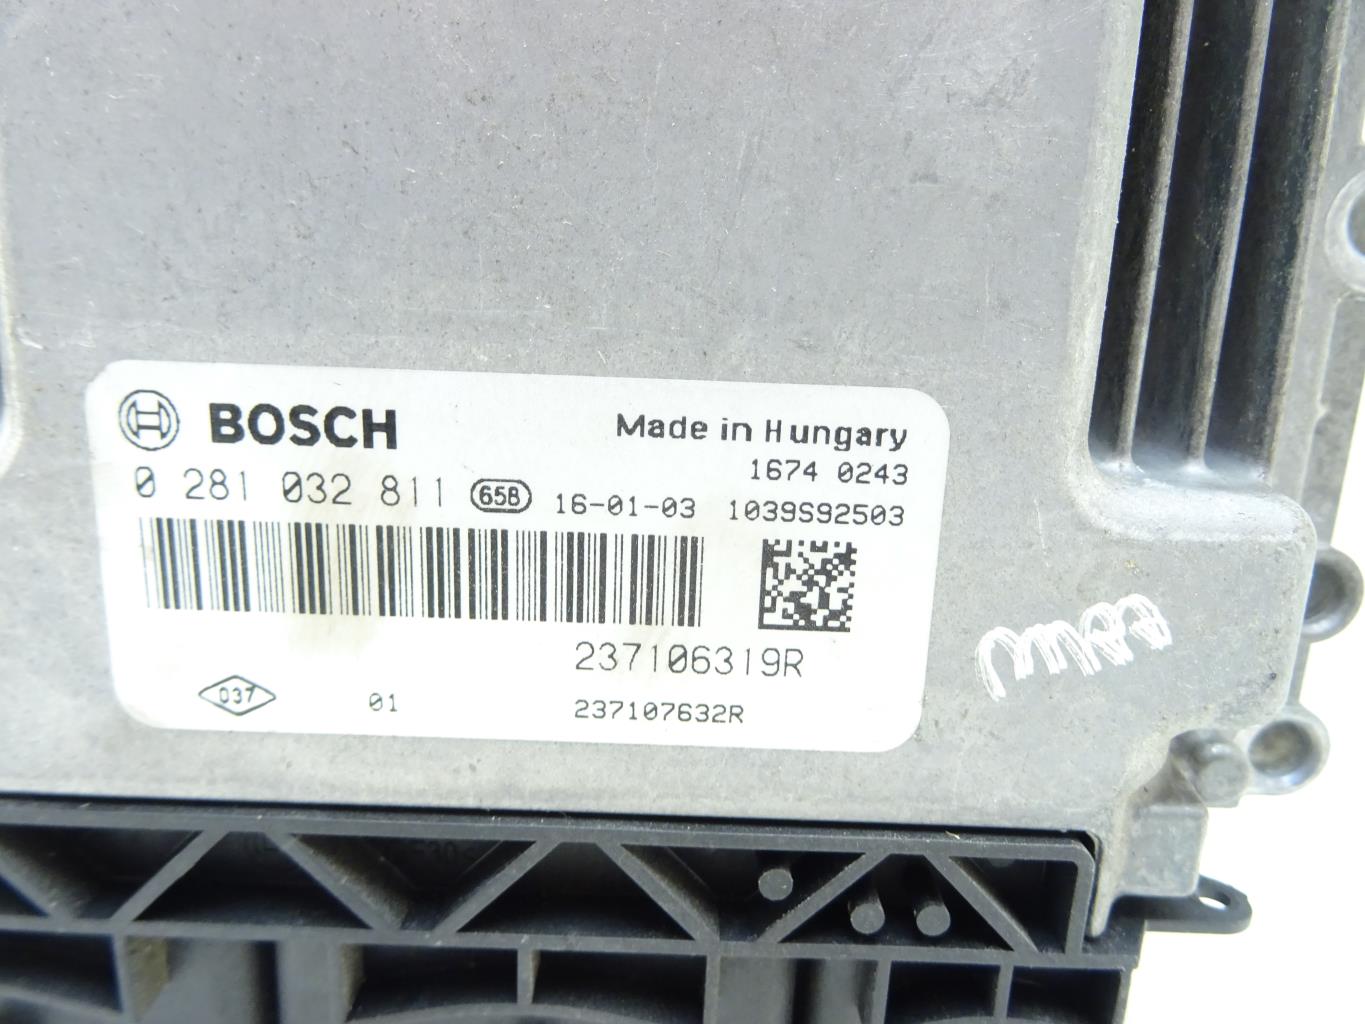 BOSCH Made in Hungary
1674 0243
0 281 032 811 65B 16-01-03 1039S92503
237106319R
037 01 237107632R